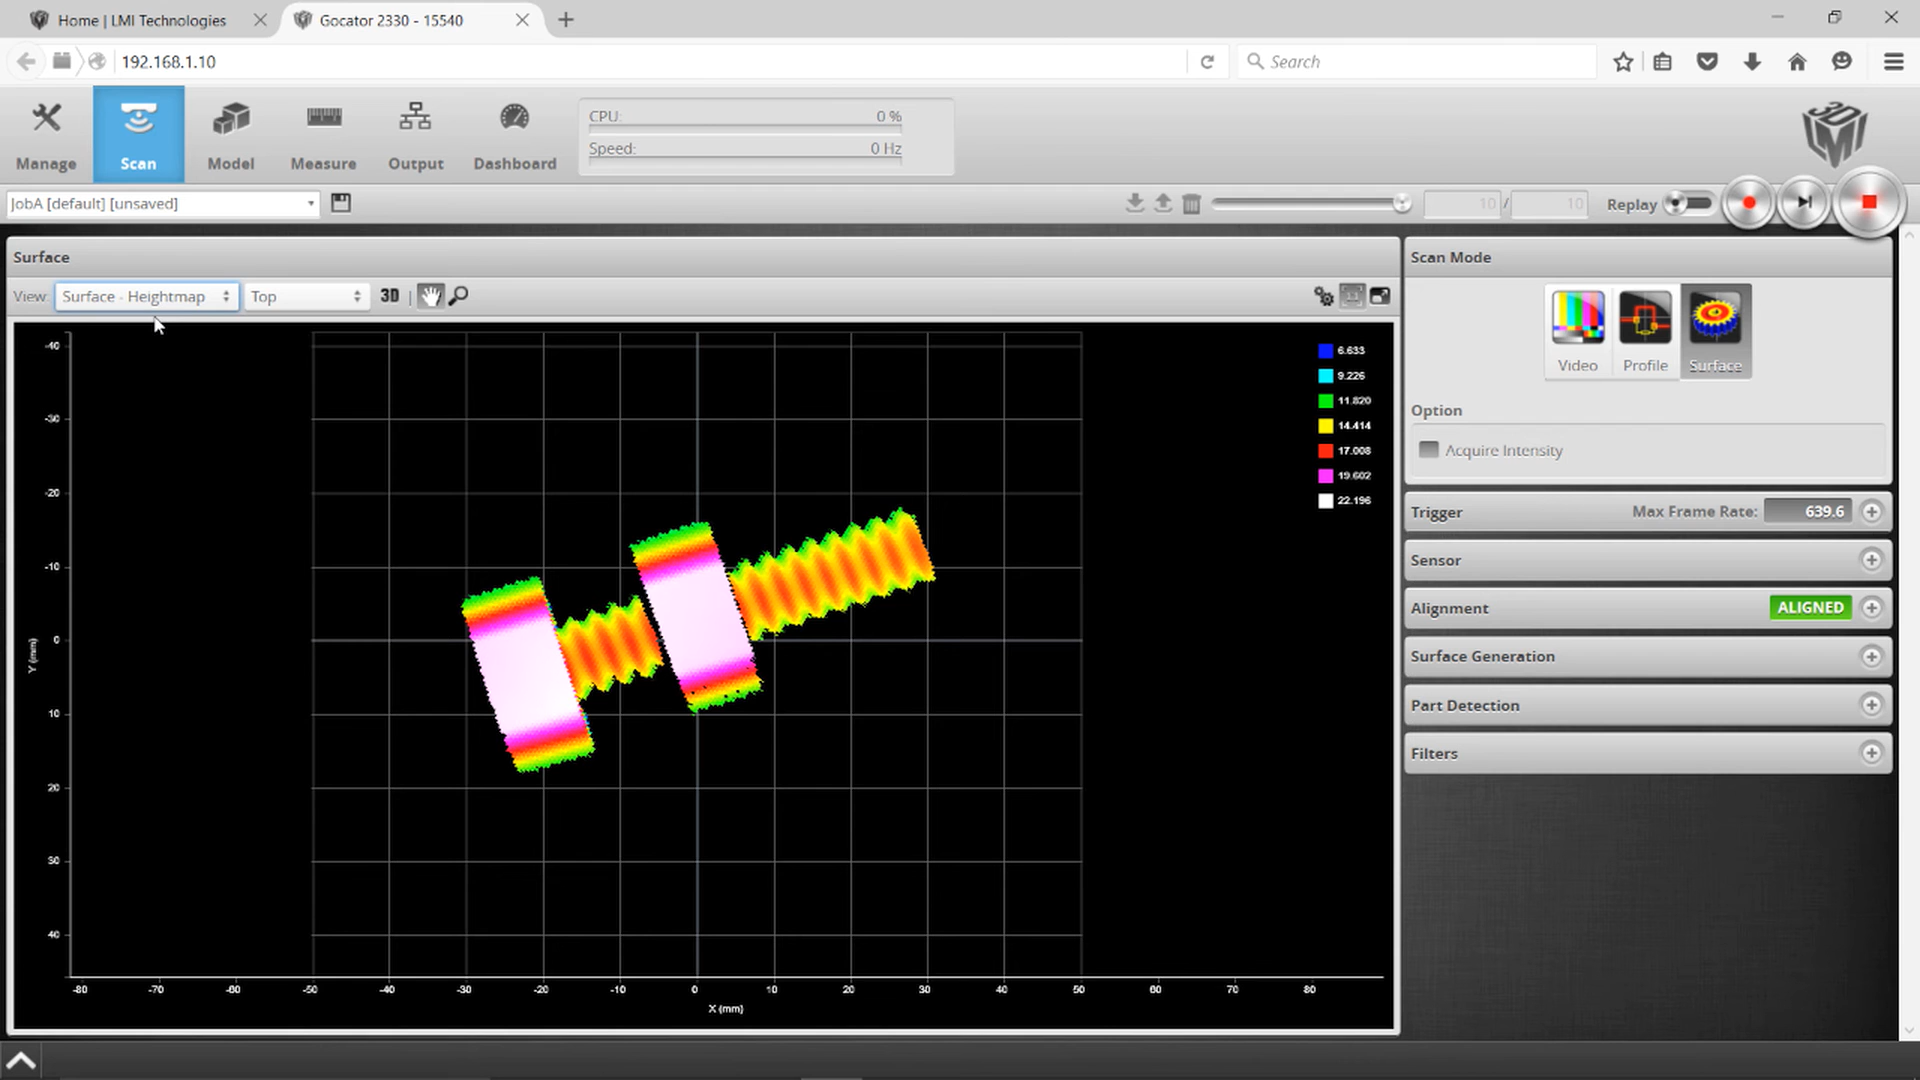 Home | LMI Technologies
Gocator 2330 - 15540
192.168.1.10
Search
Manage
Scan
Model
Measure
Output
Dashboard
CPU: 0 %
Speed: 0 Hz
3D
LMI
JobA [default] [unsaved]
10 / 10
Replay
Surface
View: Surface - Heightmap Top 3D
-40
-30
-20
-10
0
10
20
30
40
Y (mm)
6.633
9.226
11.820
14.414
17.008
19.602
22.196
-80 -70 -60 -50 -40 -30 -20 -10 0 10 20 30 40 50 60 70 80
X (mm)
Scan Mode
Video Profile Surface
Option
Acquire Intensity
Trigger Max Frame Rate: 639.6
Sensor
Alignment ALIGNED
Surface Generation
Part Detection
Filters